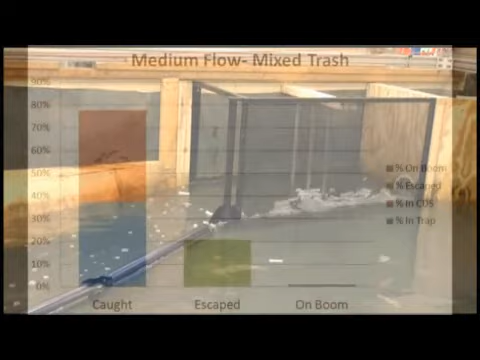 Medium Flow- Mixed Trash
90%
80%
70%
60%
50%
40%
30%
20%
10%
0%
Caught
Escaped
On Boom
% On Boom
% Escaped
% In CUS
% In Trap